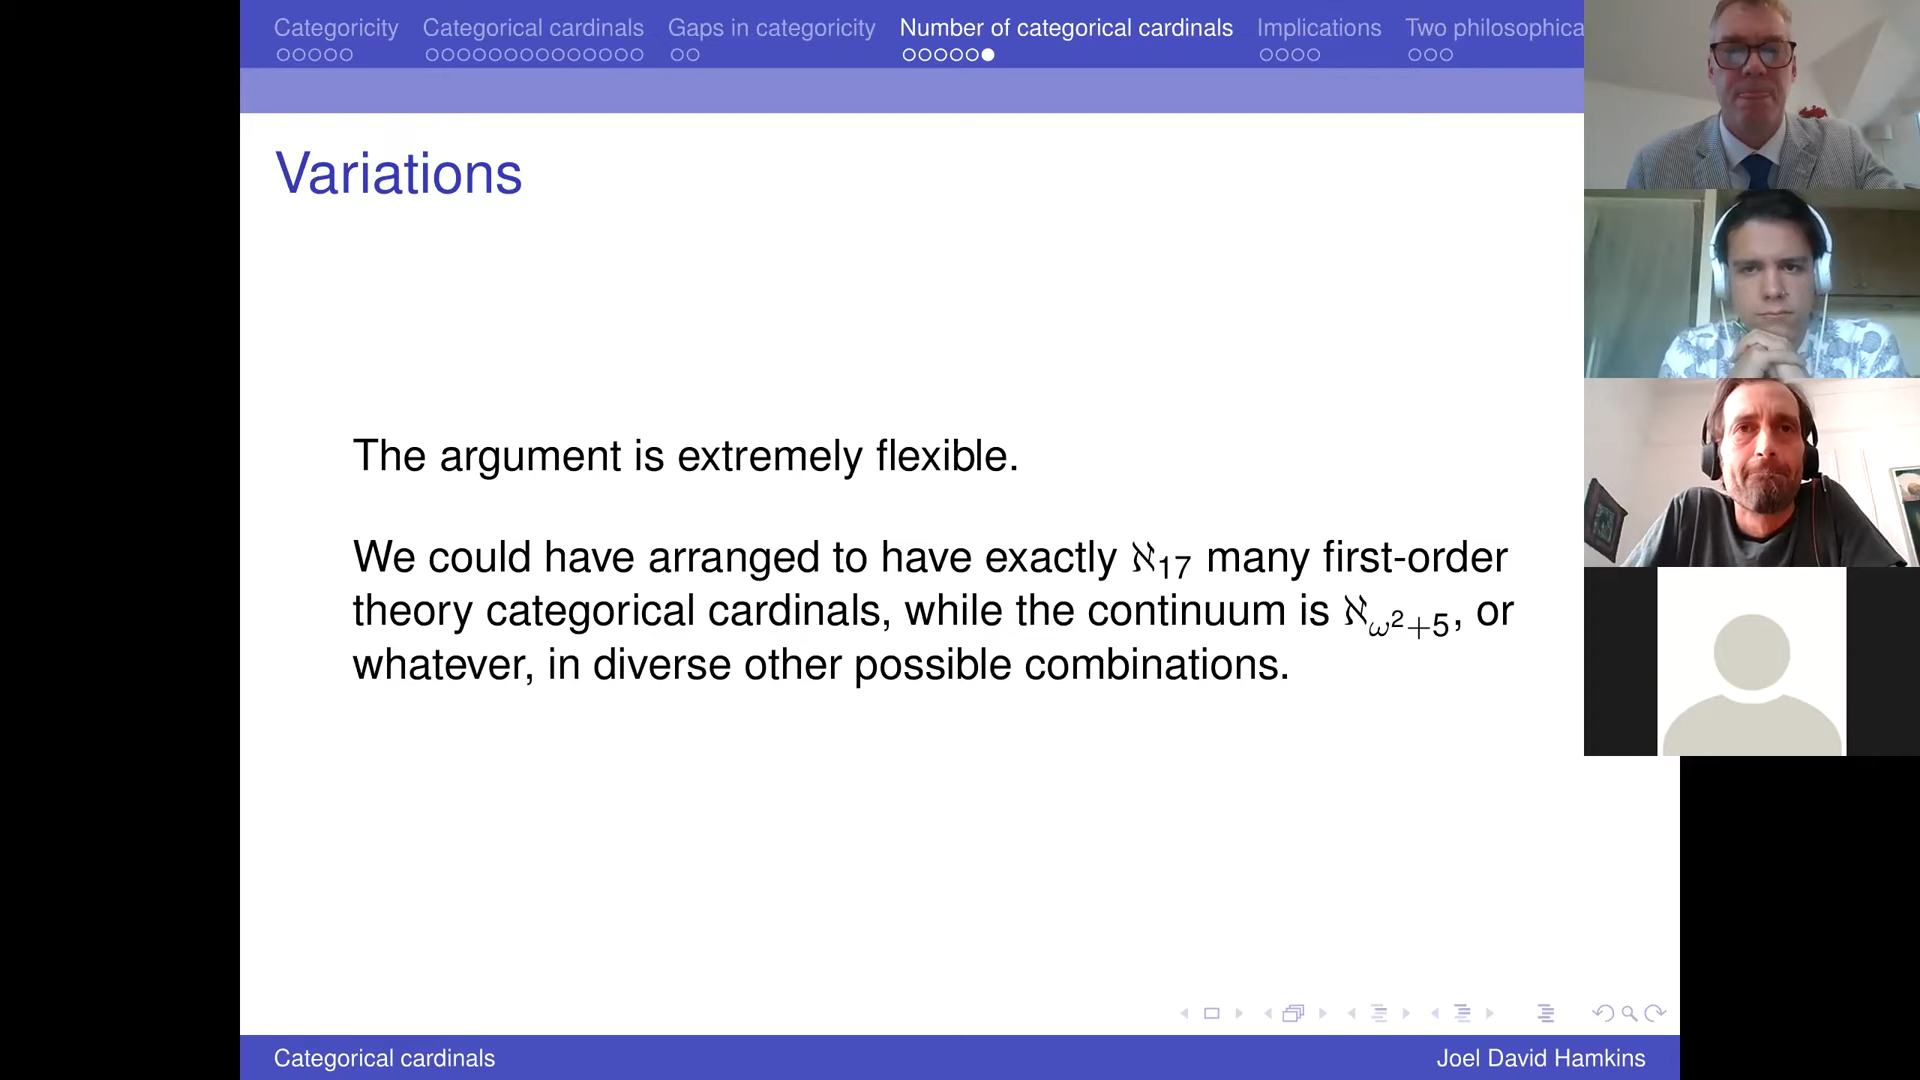 Categoricity Categorical cardinals Gaps in categoricity Number of categorical cardinals Implications Two philosophica
Variations
The argument is extremely flexible.
We could have arranged to have exactly ℵ₁₇ many first-order
theory categorical cardinals, while the continuum is ℵ_{ω²+5}, or
whatever, in diverse other possible combinations.
Categorical cardinals Joel David Hamkins